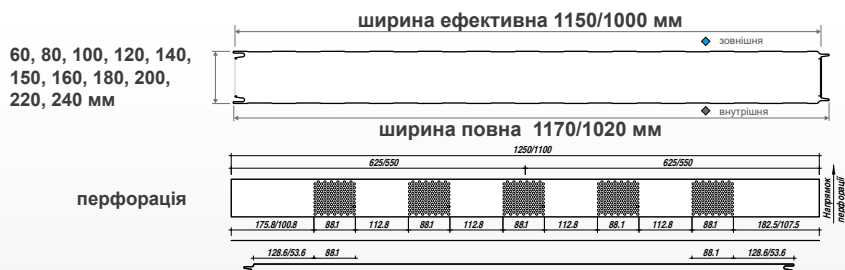 ширина ефективна 1150/1000 мм
зовнішня
60, 80, 100, 120, 140,
150, 160, 180, 200,
220, 240 мм
внутрішня
ширина повна 1170/1020 мм
1250/1100
625/550 625/550
перфорація
Напрямок
перфорації
175.8/100.8 88.1 112.8 88.1 112.8 88.1 112.8 88.1 112.8 88.1 182.5/107.5
128.6/53.6 88.1 88.1 128.6/53.6